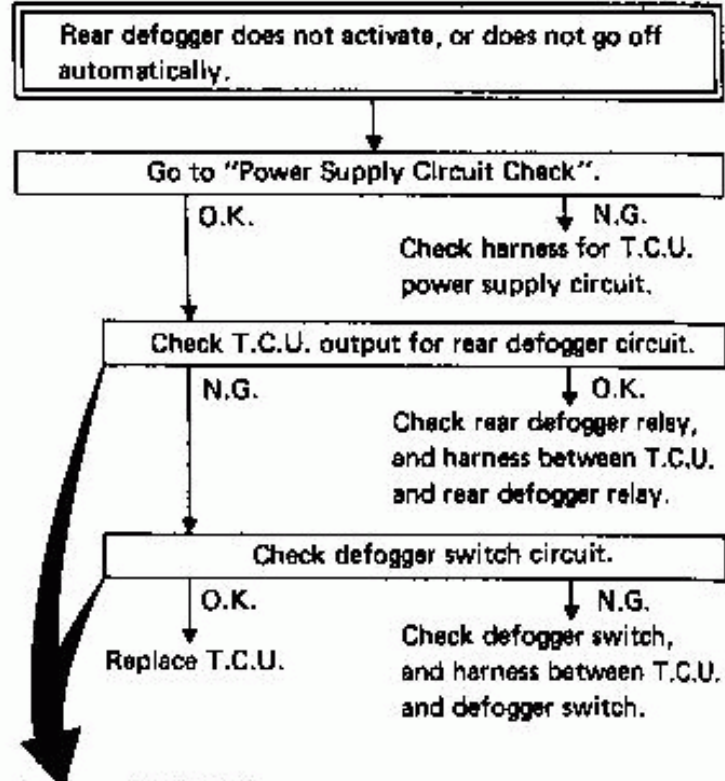 Rear defogger does not activate, or does not go off
automatically.
Go to "Power Supply Circuit Check".
O.K.
N.G.
Check harness for T.C.U.
power supply circuit.
Check T.C.U. output for rear defogger circuit.
N.G.
O.K.
Check rear defogger relay,
and harness between T.C.U.
and rear defogger relay.
Check defogger switch circuit.
O.K.
N.G.
Replace T.C.U.
Check defogger switch,
and harness between T.C.U.
and defogger switch.